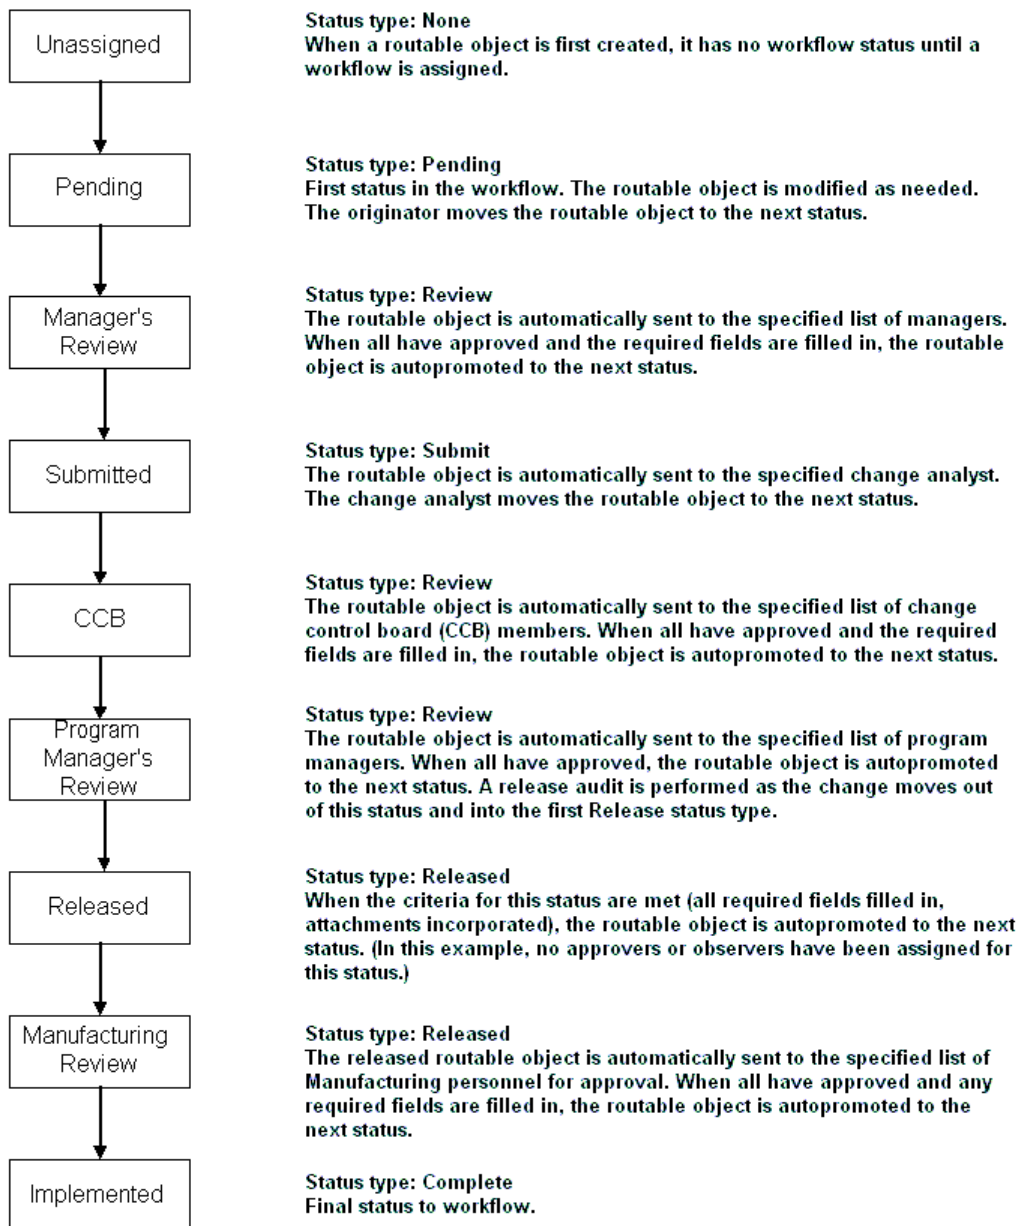 Unassigned
Status type: None
When a routable object is first created, it has no workflow status until a
workflow is assigned.
Pending
Status type: Pending
First status in the workflow. The routable object is modified as needed.
The originator moves the routable object to the next status.
Manager's
Review
Status type: Review
The routable object is automatically sent to the specified list of managers.
When all have approved and the required fields are filled in, the routable
object is autopromoted to the next status.
Submitted
Status type: Submit
The routable object is automatically sent to the specified change analyst.
The change analyst moves the routable object to the next status.
CCB
Status type: Review
The routable object is automatically sent to the specified list of change
control board (CCB) members. When all have approved and the required
fields are filled in, the routable object is autopromoted to the next status.
Program
Manager's
Review
Status type: Review
The routable object is automatically sent to the specified list of program
managers. When all have approved, the routable object is autopromoted
to the next status. A release audit is performed as the change moves out
of this status and into the first Release status type.
Released
Status type: Released
When the criteria for this status are met (all required fields filled in,
attachments incorporated), the routable object is autopromoted to the next
status. (In this example, no approvers or observers have been assigned for
this status.)
Manufacturing
Review
Status type: Released
The released routable object is automatically sent to the specified list of
Manufacturing personnel for approval. When all have approved and any
required fields are filled in, the routable object is autopromoted to the
next status.
Implemented
Status type: Complete
Final status to workflow.